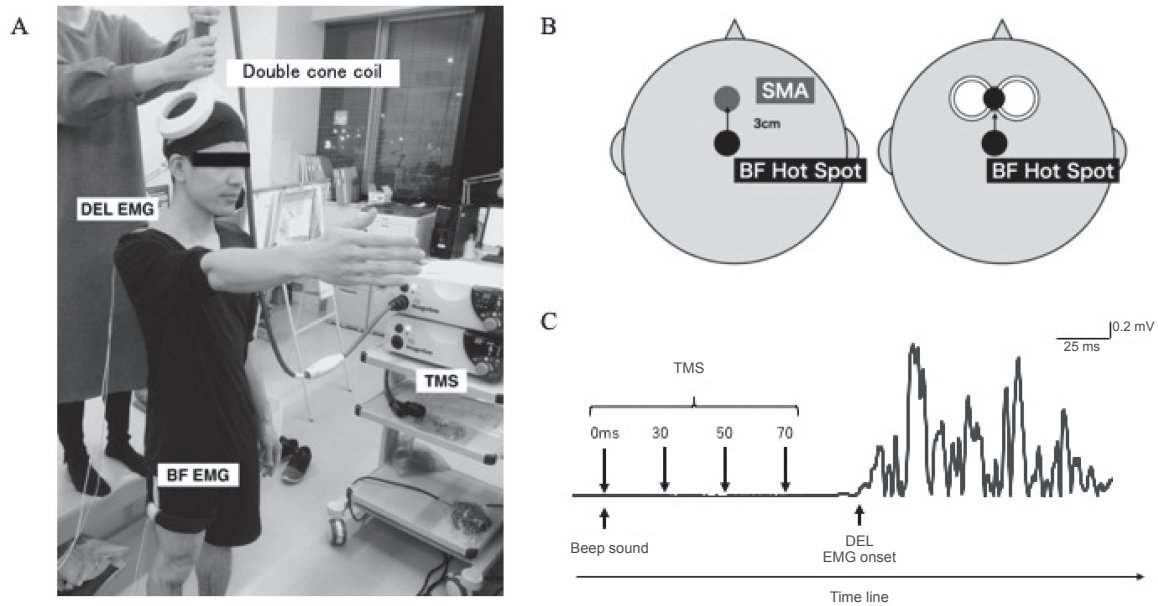 A
Double cone coil
DEL EMG
TMS
BF EMG
B
SMA
3cm
BF Hot Spot
BF Hot Spot
C
0.2 mV
25 ms
TMS
0ms 30 50 70
Beep sound
DEL
EMG onset
Time line